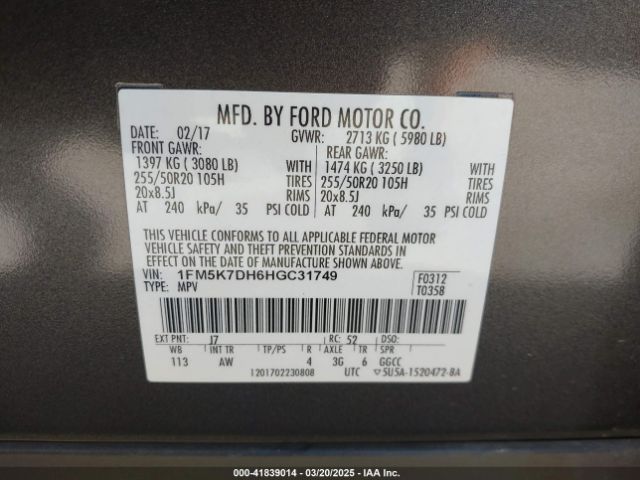 MFD. BY FORD MOTOR CO.
DATE: 02/17 GVWR: 2713 KG ( 5980 LB)
FRONT GAWR: REAR GAWR:
1397 KG ( 3080 LB) WITH 1474 KG ( 3250 LB) WITH
255/50R20 105H TIRES 255/50R20 105H TIRES
20x8.5J RIMS 20x8.5J RIMS
AT 240 kPa/ 35 PSI COLD AT 240 kPa/ 35 PSI COLD
THIS VEHICLE CONFORMS TO ALL APPLICABLE FEDERAL MOTOR
VEHICLE SAFETY AND THEFT PREVENTION STANDARDS IN EFFECT
ON THE DATE OF MANUFACTURE SHOWN ABOVE.
VIN: 1FM5K7DH6HGC31749 F0312
TYPE: MPV T0358
EXT PNT: J7 RC: 52 DSO:
WB INT TR TP/PS R AXLE TR SPR
113 AW 4 3G 6 GGCC
1201702230808 UTC ▽5U5A-1520472-BA
000-41839014 | 03/20/2025 | IAA, Inc.